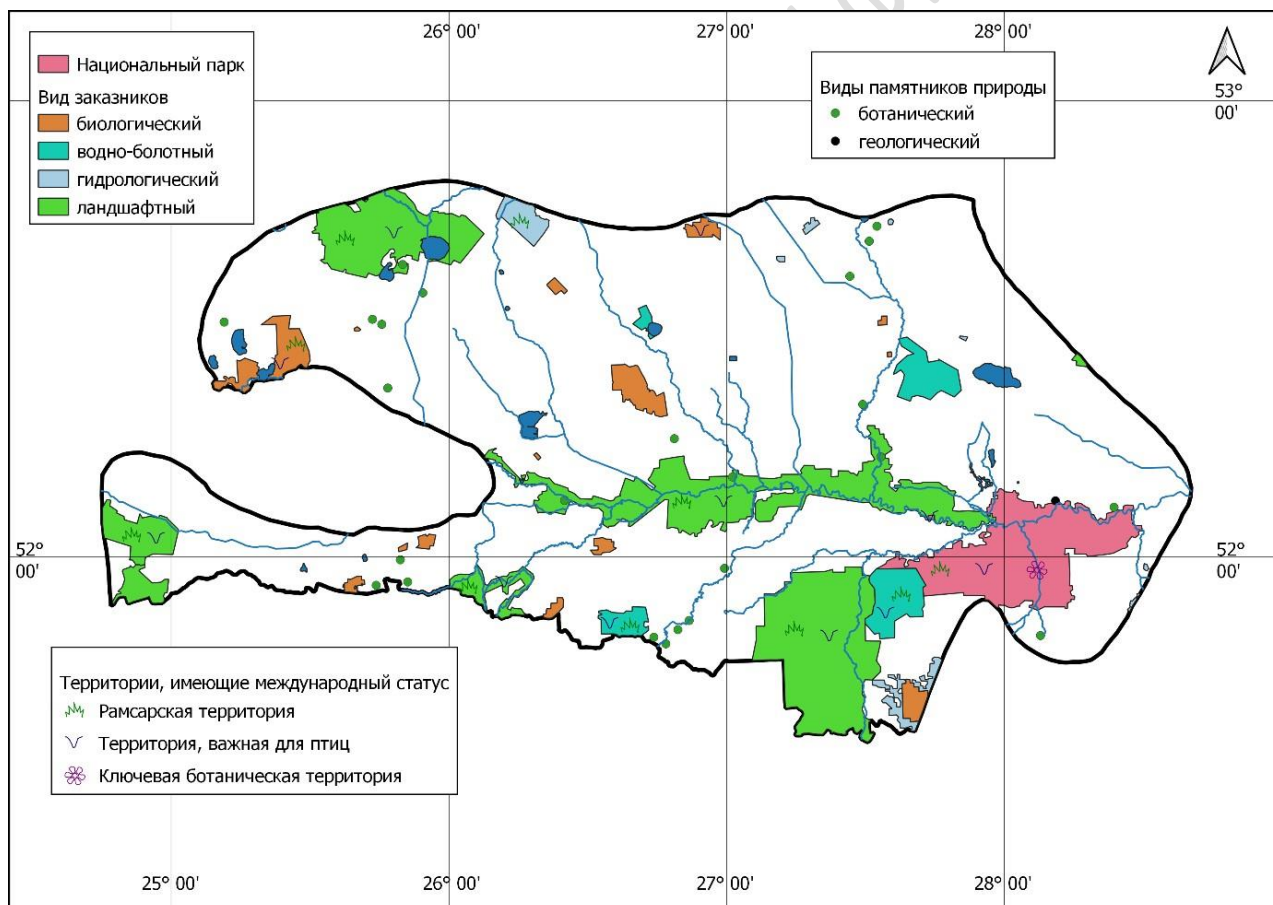 26° 00'
27° 00'
28° 00'
Национальный парк
Вид заказников
биологический
водно-болотный
гидрологический
ландшафтный
Виды памятников природы
ботанический
геологический
53°
00'
52°
00'
52°
00'
Территории, имеющие международный статус
Рамсарская территория
Территория, важная для птиц
Ключевая ботаническая территория
25° 00'
26° 00'
27° 00'
28° 00'